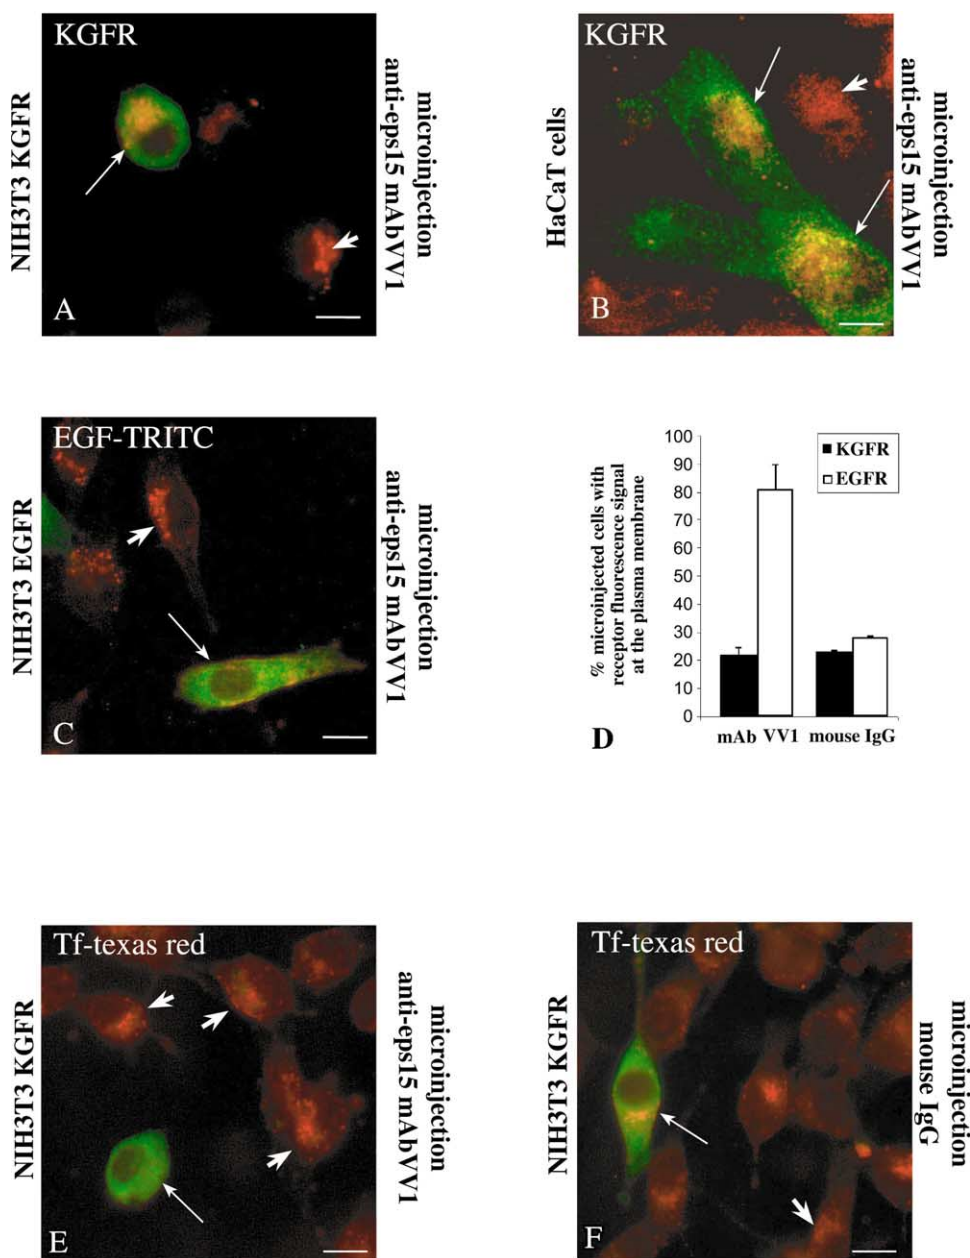 KGFR
NIH3T3 KGFR
microinjection
anti-eps15 mAbVV1
A
KGFR
HaCaT cells
microinjection
anti-eps15 mAbVV1
B
EGF-TRITC
NIH3T3 EGFR
microinjection
anti-eps15 mAbVV1
C
% microinjected cells with
receptor fluorescence signal
at the plasma membrane
100
90
80
70
60
50
40
30
20
10
0
KGFR
EGFR
mAb VV1 mouse IgG
D
Tf-texas red
NIH3T3 KGFR
microinjection
anti-eps15 mAbVV1
E
Tf-texas red
NIH3T3 KGFR
microinjection
mouse IgG
F